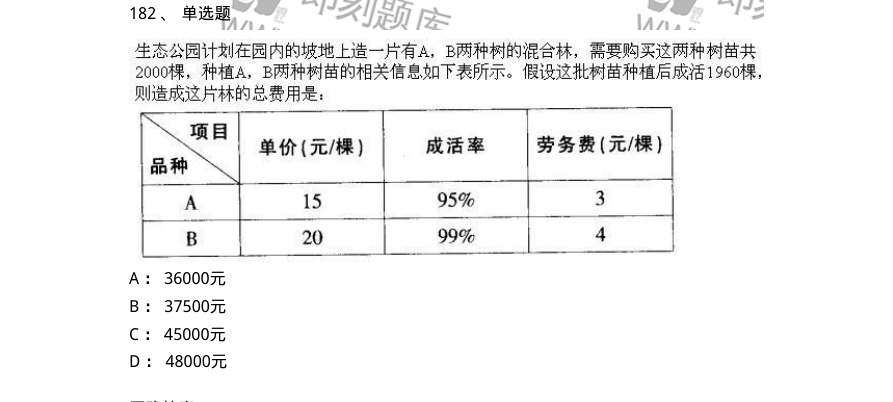 182 、 单选题
即刻题库
生态公园计划在园内的坡地上造一片有A，B两种树的混合林，需要购买这两种树苗共
2000棵，种植A，B两种树苗的相关信息如下表所示。假设这批树苗种植后成活1960棵，
则造成这片林的总费用是：
项目
品种
单价(元/棵)
成活率
劳务费(元/棵)
A 15 95% 3
B 20 99% 4
A： 36000元
B： 37500元
C： 45000元
D： 48000元